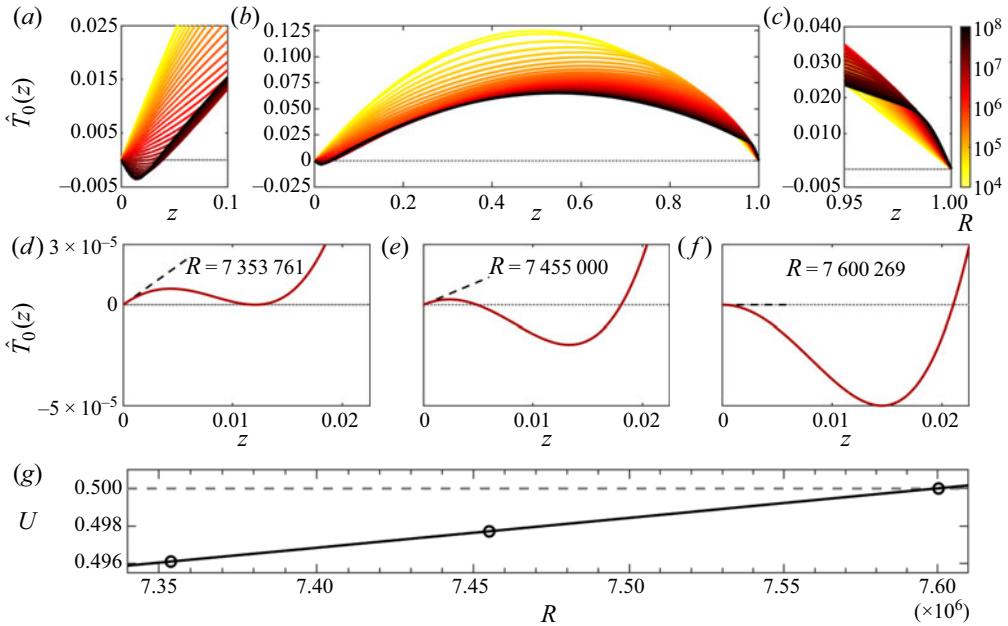 (a) (b) (c)
0.025 0.015 0.005 0 −0.005
T̂0(z)
0 0.1
z
0.125 0.100 0.075 0.050 0.025 0 −0.025
0 0.2 0.4 0.6 0.8 1.0
z
0.040 0.030 0.020 0.010 −0.005
0.95 1.00
z
10^8 10^7 10^6 10^5 10^4
R
(d) (e) (f)
3 × 10^−5 0 −5 × 10^−5
T̂0(z)
R = 7 353 761
R = 7 455 000
R = 7 600 269
0 0.01 0.02
z
0 0.01 0.02
z
0 0.01 0.02
z
(g)
0.500
U
0.498
0.496
7.35 7.40 7.45 7.50 7.55 7.60
R
(×10^6)